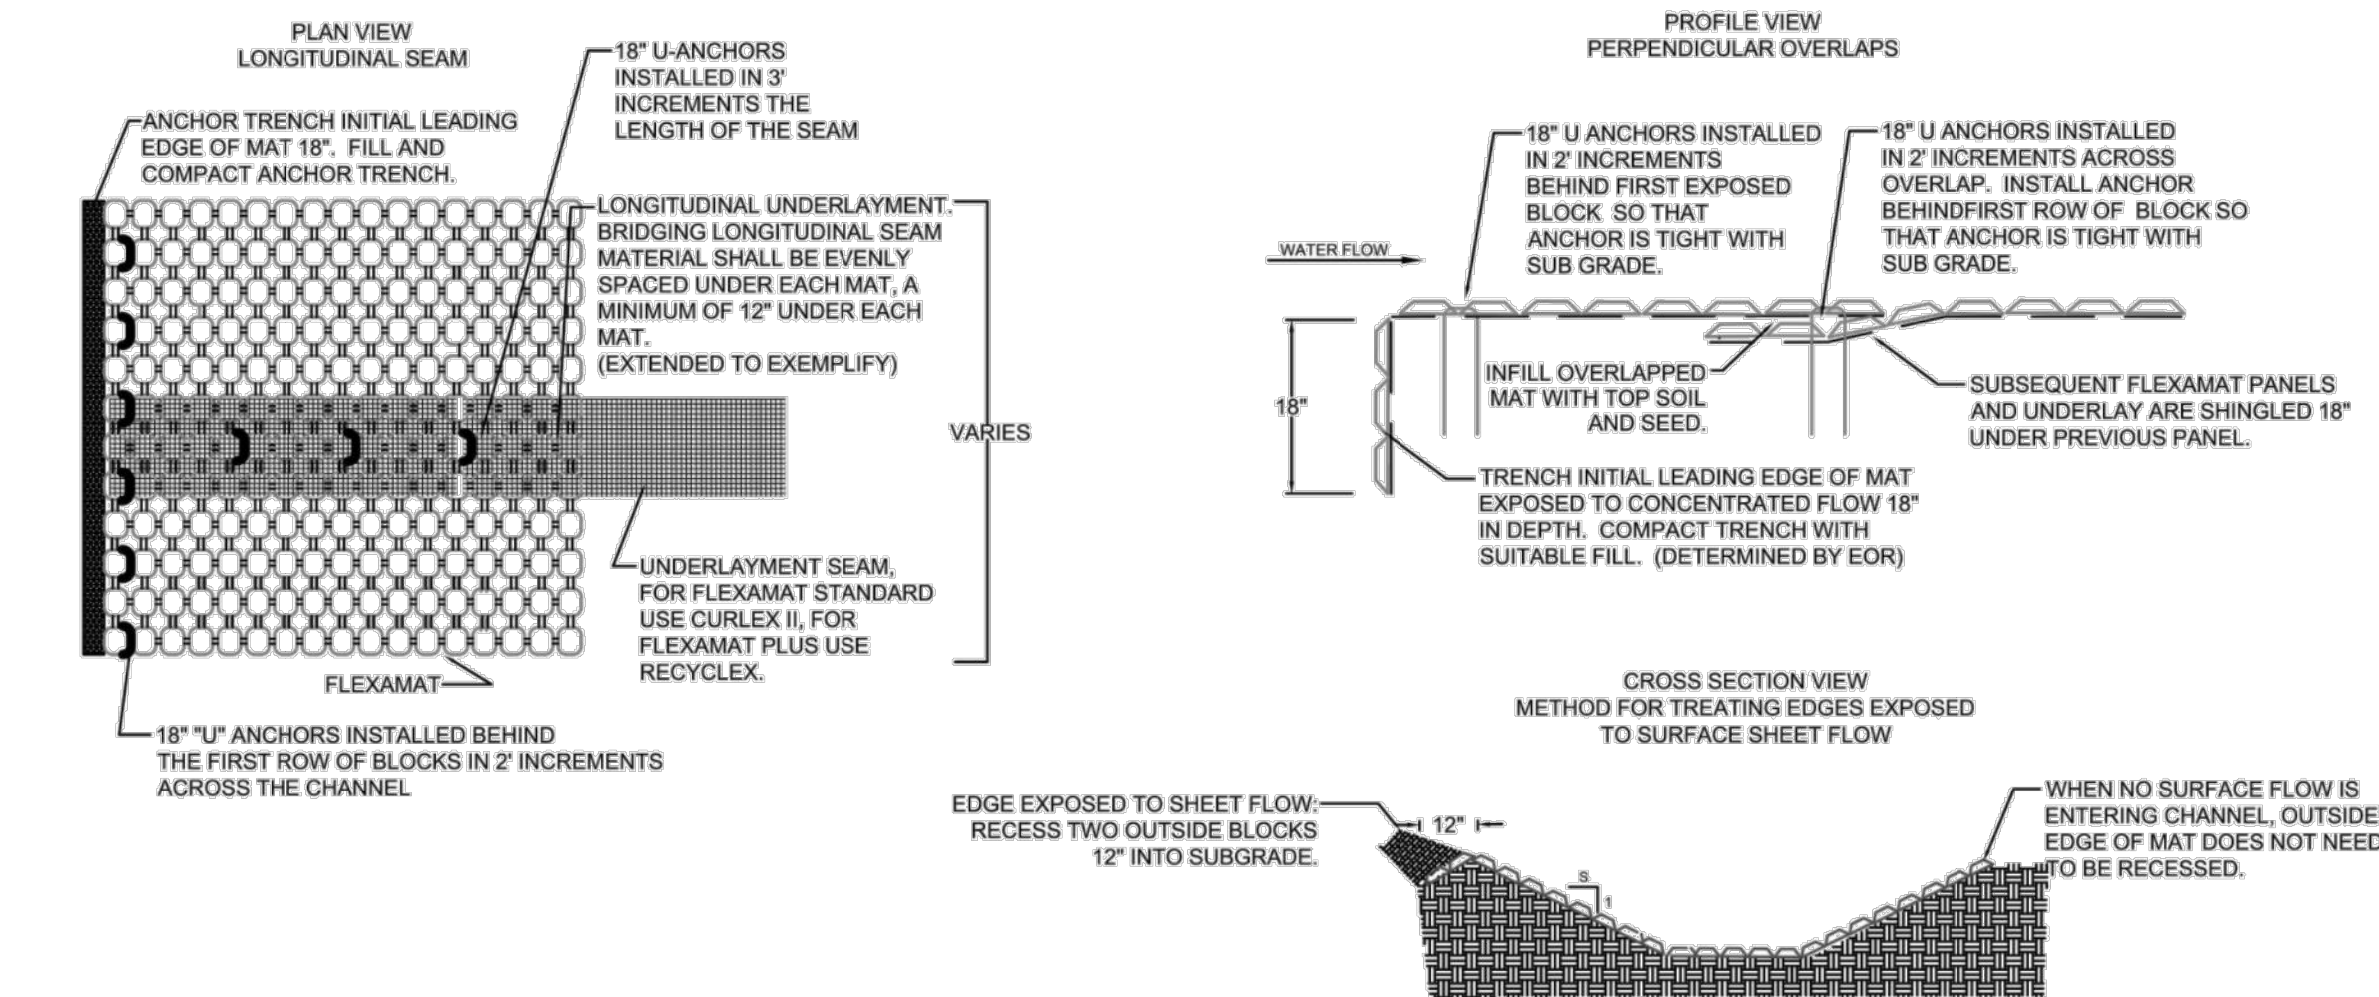 PLAN VIEW
LONGITUDINAL SEAM
18" U-ANCHORS
INSTALLED IN 3'
INCREMENTS THE
LENGTH OF THE SEAM
ANCHOR TRENCH INITIAL LEADING
EDGE OF MAT 18". FILL AND
COMPACT ANCHOR TRENCH.
LONGITUDINAL UNDERLAYMENT.
BRIDGING LONGITUDINAL SEAM
MATERIAL SHALL BE EVENLY
SPACED UNDER EACH MAT, A
MINIMUM OF 12" UNDER EACH
MAT.
(EXTENDED TO EXEMPLIFY)
VARIES
UNDERLAYMENT SEAM,
FOR FLEXAMAT STANDARD
USE CURLEX II, FOR
FLEXAMAT PLUS USE
RECYCLEX.
FLEXAMAT
18" "U" ANCHORS INSTALLED BEHIND
THE FIRST ROW OF BLOCKS IN 2' INCREMENTS
ACROSS THE CHANNEL
PROFILE VIEW
PERPENDICULAR OVERLAPS
18" U ANCHORS INSTALLED
IN 2' INCREMENTS
BEHIND FIRST EXPOSED
BLOCK SO THAT
ANCHOR IS TIGHT WITH
SUB GRADE.
18" U ANCHORS INSTALLED
IN 2' INCREMENTS ACROSS
OVERLAP. INSTALL ANCHOR
BEHINDFIRST ROW OF BLOCK SO
THAT ANCHOR IS TIGHT WITH
SUB GRADE.
WATER FLOW
18"
INFILL OVERLAPPED
MAT WITH TOP SOIL
AND SEED.
SUBSEQUENT FLEXAMAT PANELS
AND UNDERLAY ARE SHINGLED 18"
UNDER PREVIOUS PANEL.
TRENCH INITIAL LEADING EDGE OF MAT
EXPOSED TO CONCENTRATED FLOW 18"
IN DEPTH. COMPACT TRENCH WITH
SUITABLE FILL. (DETERMINED BY EOR)
CROSS SECTION VIEW
METHOD FOR TREATING EDGES EXPOSED
TO SURFACE SHEET FLOW
EDGE EXPOSED TO SHEET FLOW:
RECESS TWO OUTSIDE BLOCKS
12" INTO SUBGRADE.
12"
S
1
WHEN NO SURFACE FLOW IS
ENTERING CHANNEL, OUTSIDE
EDGE OF MAT DOES NOT NEED
TO BE RECESSED.